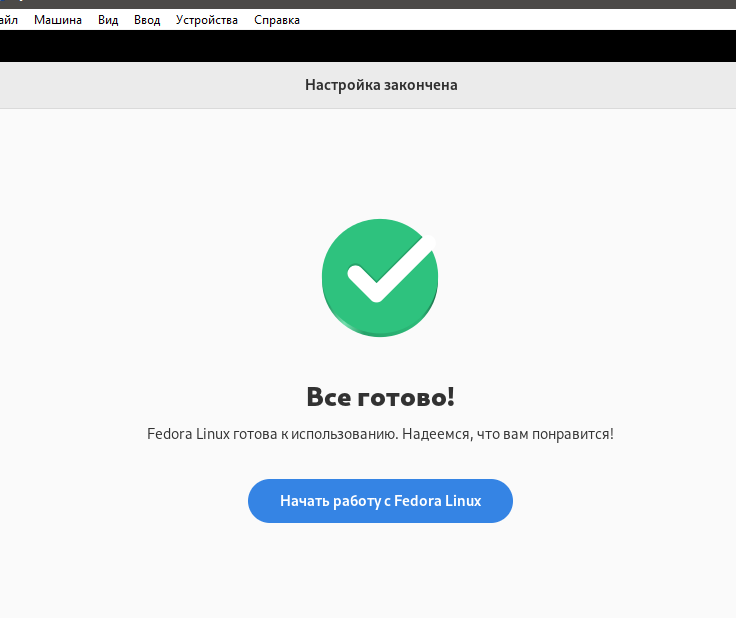 Машина Вид Ввод Устройства Справка
Настройка закончена
Все готово!
Fedora Linux готова к использованию. Надеемся, что вам понравится!
Начать работу с Fedora Linux